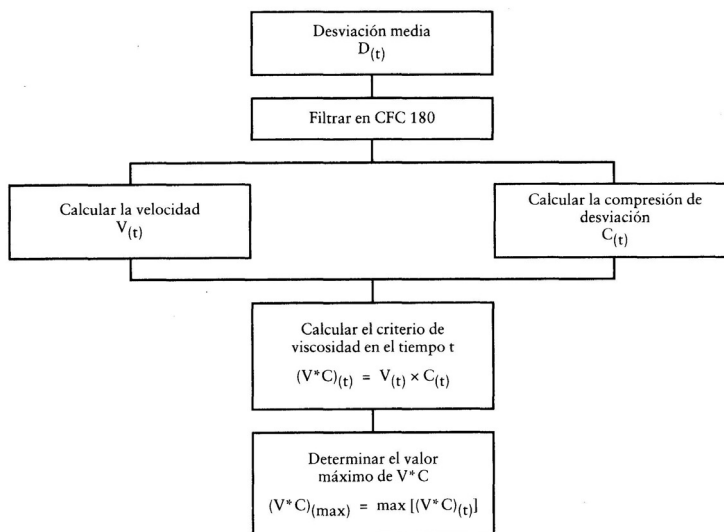 Desviación media
D(t)
Filtrar en CFC 180
Calcular la velocidad
V(t)
Calcular la compresión de
desviación
C(t)
Calcular el criterio de
viscosidad en el tiempo t
(V*C)(t) = V(t) × C(t)
Determinar el valor
máximo de V*C
(V*C)(max) = max [(V*C)(t)]